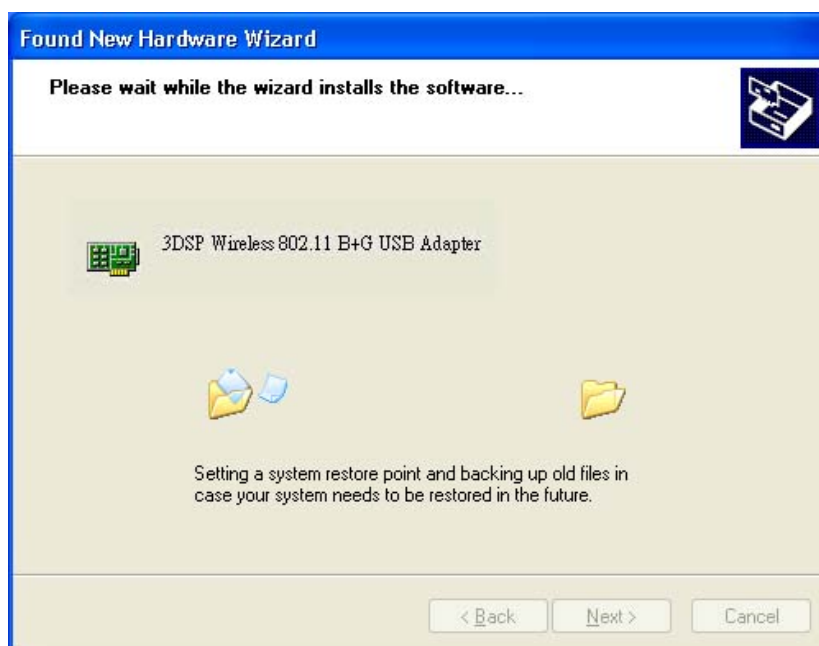 Found New Hardware Wizard
Please wait while the wizard installs the software...
3DSP Wireless 802.11 B+G USB Adapter
Setting a system restore point and backing up old files in
case your system needs to be restored in the future.
< Back
Next >
Cancel